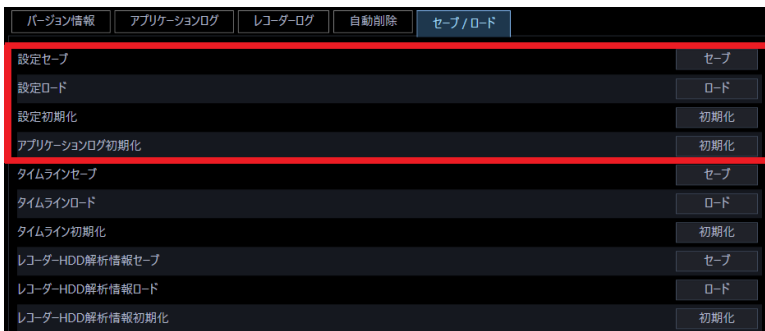 バージョン情報 アプリケーションログ レコーダーログ 自動削除 セーブ / ロード
設定セーブ セーブ
設定ロード ロード
設定初期化 初期化
アプリケーションログ初期化 初期化
タイムラインセーブ セーブ
タイムラインロード ロード
タイムライン初期化 初期化
レコーダーHDD解析情報セーブ セーブ
レコーダーHDD解析情報ロード ロード
レコーダーHDD解析情報初期化 初期化